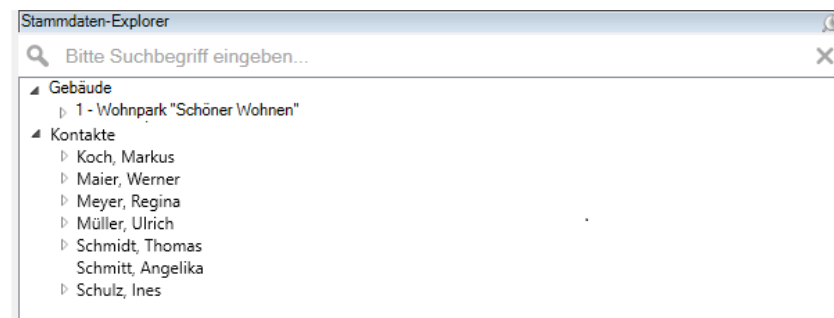 Stammdaten-Explorer
Bitte Suchbegriff eingeben...
Gebäude
1 - Wohnpark "Schöner Wohnen"
Kontakte
Koch, Markus
Maier, Werner
Meyer, Regina
Müller, Ulrich
Schmidt, Thomas
Schmitt, Angelika
Schulz, Ines